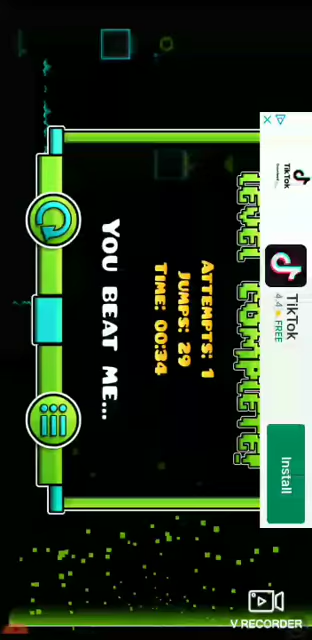 LEVEL COMPLETE!
ATTEMPTS: 1
JUMPS: 29
TIME: 00:34
YOU BEAT ME...
TikTok
TikTok
4.4★ FREE
Install
V RECORDER